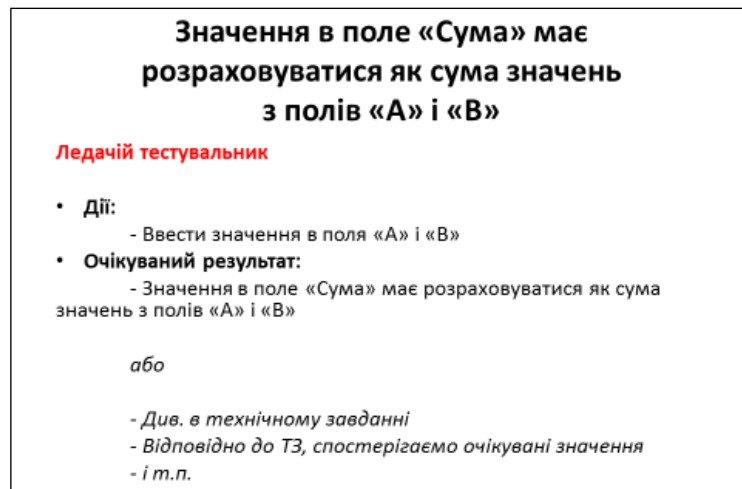 Значення в поле «Сума» має
розраховуватися як сума значень
з полів «А» і «В»
Ледачій тестувальник
• Дії:
- Ввести значення в поля «А» і «В»
• Очікуваний результат:
- Значення в поле «Сума» має розраховуватися як сума
значень з полів «А» і «В»
або
- Див. в технічному завданні
- Відповідно до ТЗ, спостерігаємо очікувані значення
- і т.п.